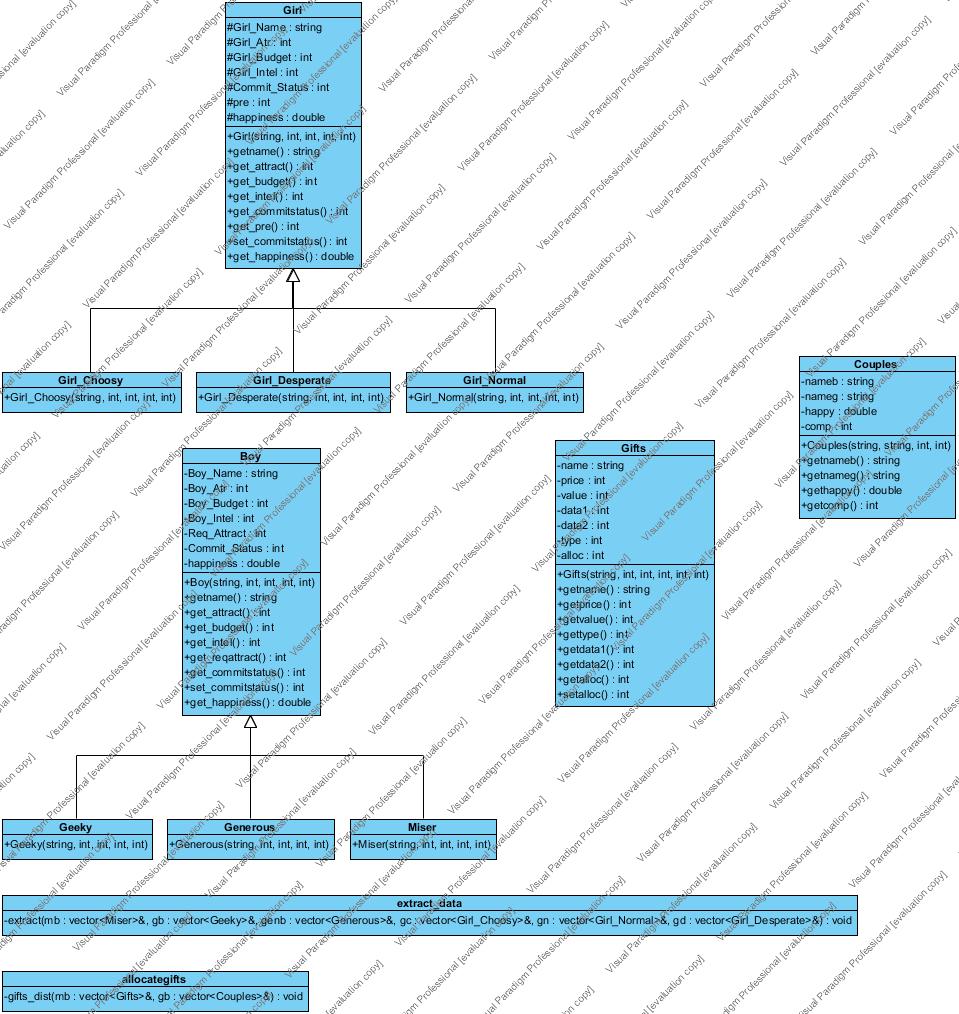 Girl
#Girl_Name : string
#Girl_Atr : int
#Girl_Budget : int
#Girl_Intel : int
#Commit_Status : int
#pre : int
#happiness : double
+Girl(string, int, int, int, int)
+getname() : string
+get_attract() : int
+get_budget() : int
+get_intel() : int
+get_commitstatus() : int
+get_pre() : int
+set_commitstatus() : int
+get_happiness() : double
Girl_Choosy
+Girl_Choosy(string, int, int, int, int)
Girl_Desperate
+Girl_Desperate(string, int, int, int, int)
Girl_Normal
+Girl_Normal(string, int, int, int, int)
Couples
-nameb : string
-nameg : string
-happy : double
-comp : int
+Couples(string, string, int, int)
+getnameb() : string
+getnameg() : string
+gethappy() : double
+getcomp() : int
Boy
-Boy_Name : string
-Boy_Atr : int
-Boy_Budget : int
-Boy_Intel : int
-Req_Attract : int
-Commit_Status : int
-happiness : double
+Boy(string, int, int, int, int)
+getname() : string
+get_attract() : int
+get_budget() : int
+get_intel() : int
+get_reqattract() : int
+get_commitstatus() : int
+set_commitstatus() : int
+get_happiness() : double
Gifts
-name : string
-price : int
-value : int
-data1 : int
-data2 : int
-type : int
-alloc : int
+Gifts(string, int, int, int, int, int)
+getname() : string
+getprice() : int
+getvalue() : int
+gettype() : int
+getdata1() : int
+getdata2() : int
+getalloc() : int
+setalloc() : int
Geeky
+Geeky(string, int, int, int, int)
Generous
+Generous(string, int, int, int, int)
Miser
+Miser(string, int, int, int, int)
extract_data
-extract(mb : vector<Miser>&, gb : vector<Geeky>&, genb : vector<Generous>&, gc : vector<Girl_Choosy>&, gn : vector<Girl_Normal>&, gd : vector<Girl_Desperate>&) : void
allocategifts
-gifts_dist(mb : vector<Gifts>&, gb : vector<Couples>&) : void
Visual Paradigm Professional [evaluation copy]